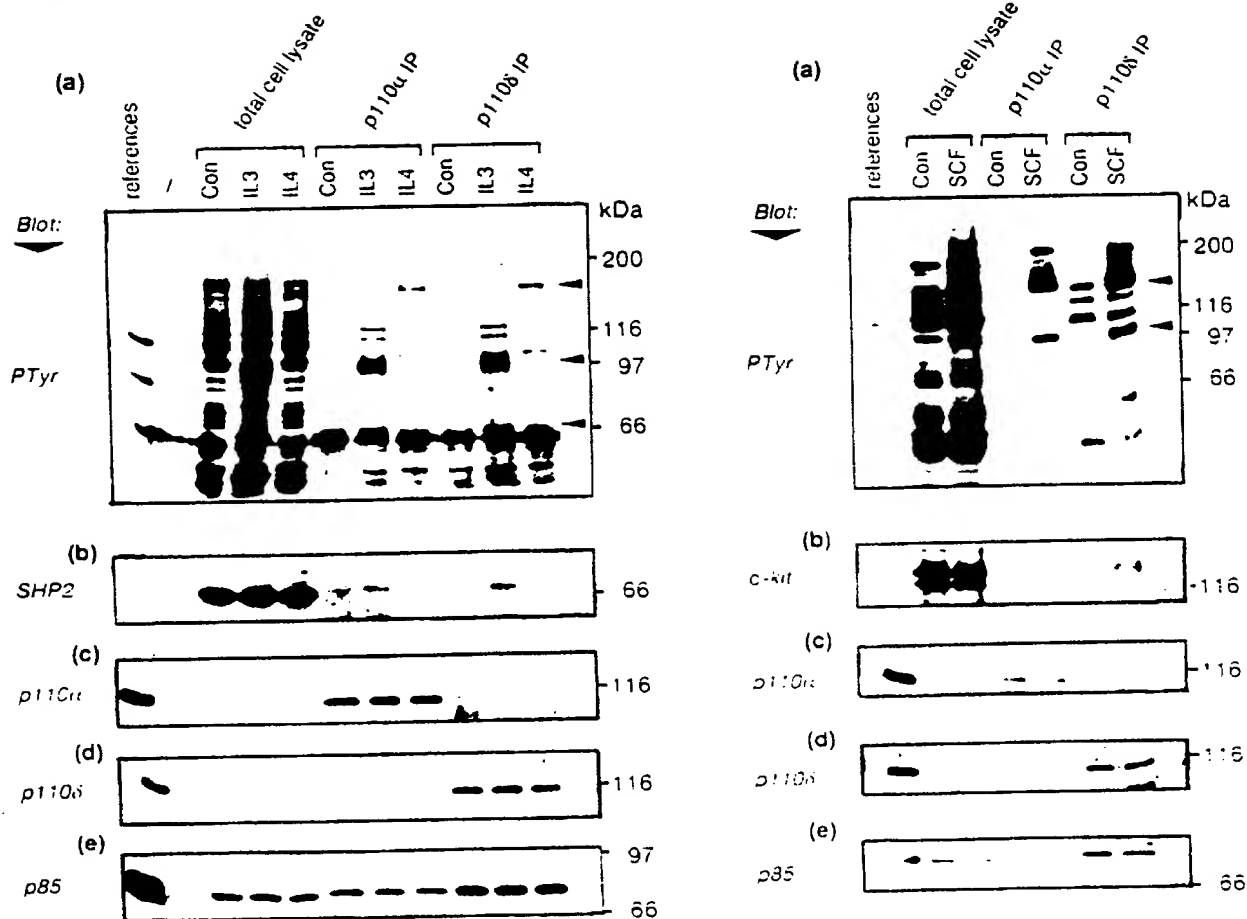 (a)
references
/
total cell lysate
p110α IP
p110δ IP
Con
IL3
IL4
Con
IL3
IL4
Con
IL3
IL4
Blot:
PTyr
kDa
200
116
97
66
(b)
SHP2
66
(c)
p110α
116
(d)
p110δ
116
(e)
p85
97
66
(a)
references
total cell lysate
p110α IP
p110δ IP
Con
SCF
Con
SCF
Con
SCF
Blot:
PTyr
kDa
200
116
97
66
(b)
c-kit
116
(c)
p110α
116
(d)
p110δ
116
(e)
p85
66